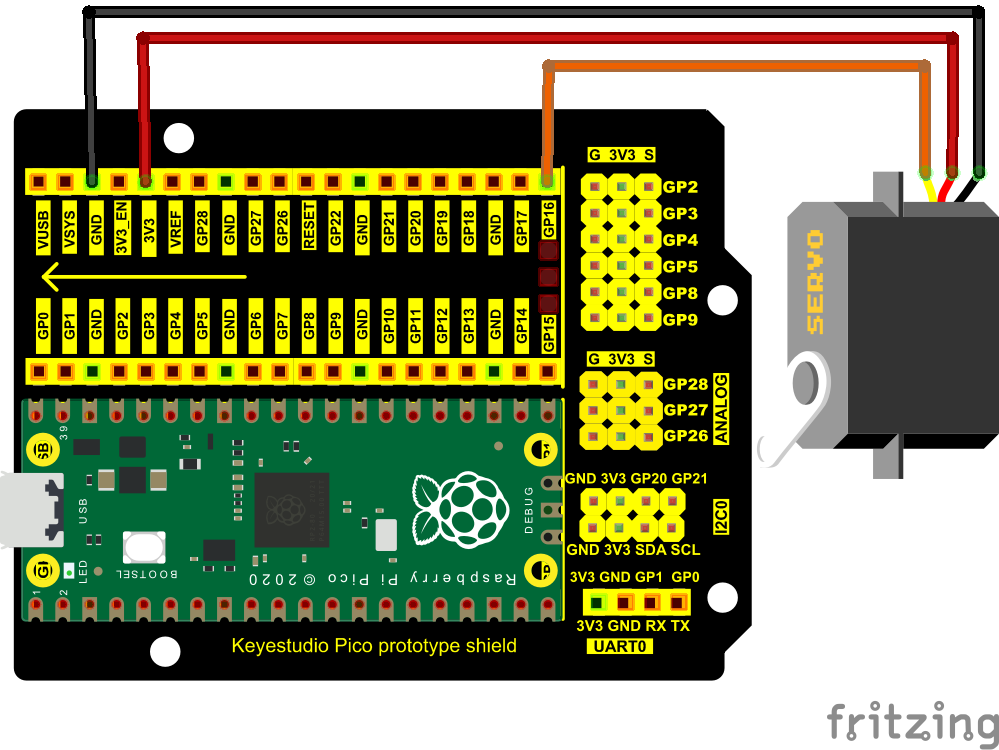 G 3V3 S
GP2
GP3
GP4
GP5
GP8
GP9
VUSB
VSYS
GND
3V3_EN
3V3
VREF
GP28
GND
GP27
GP26
RESET
GP22
GND
GP21
GP20
GP19
GP18
GND
GP17
GP16
SERVO
GP0
GP1
GND
GP2
GP3
GP4
GP5
GND
GP6
GP7
GP8
GP9
GND
GP10
GP11
GP12
GP13
GND
GP14
GP15
G 3V3 S
GP28
GP27
GP26
ANALOG
39
USB
DEBUG
GND 3V3 GP20 GP21
I2C0
GND 3V3 SDA SCL
LED
BOOTSEL
Raspberry Pi Pico © 2020
1
2
3V3 GND GP1 GP0
3V3 GND RX TX
UART0
Keyestudio Pico prototype shield
fritzing